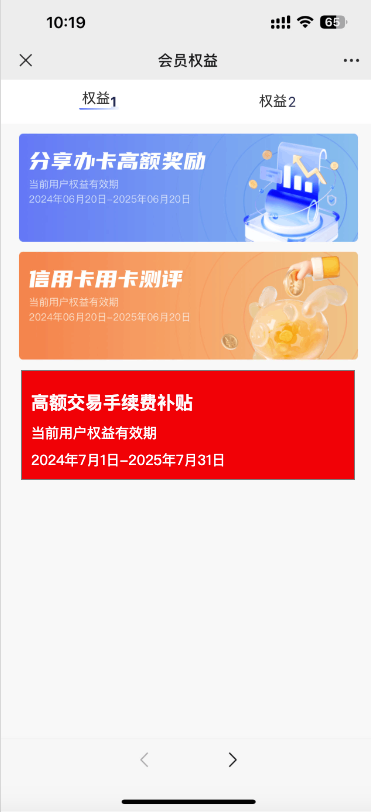 10:19
65
会员权益
权益1
权益2
分享办卡高额奖励
当前用户权益有效期
2024年06月20日-2025年06月20日
信用卡用卡测评
当前用户权益有效期
2024年06月20日-2025年06月20日
高额交易手续费补贴
当前用户权益有效期
2024年7月1日-2025年7月31日